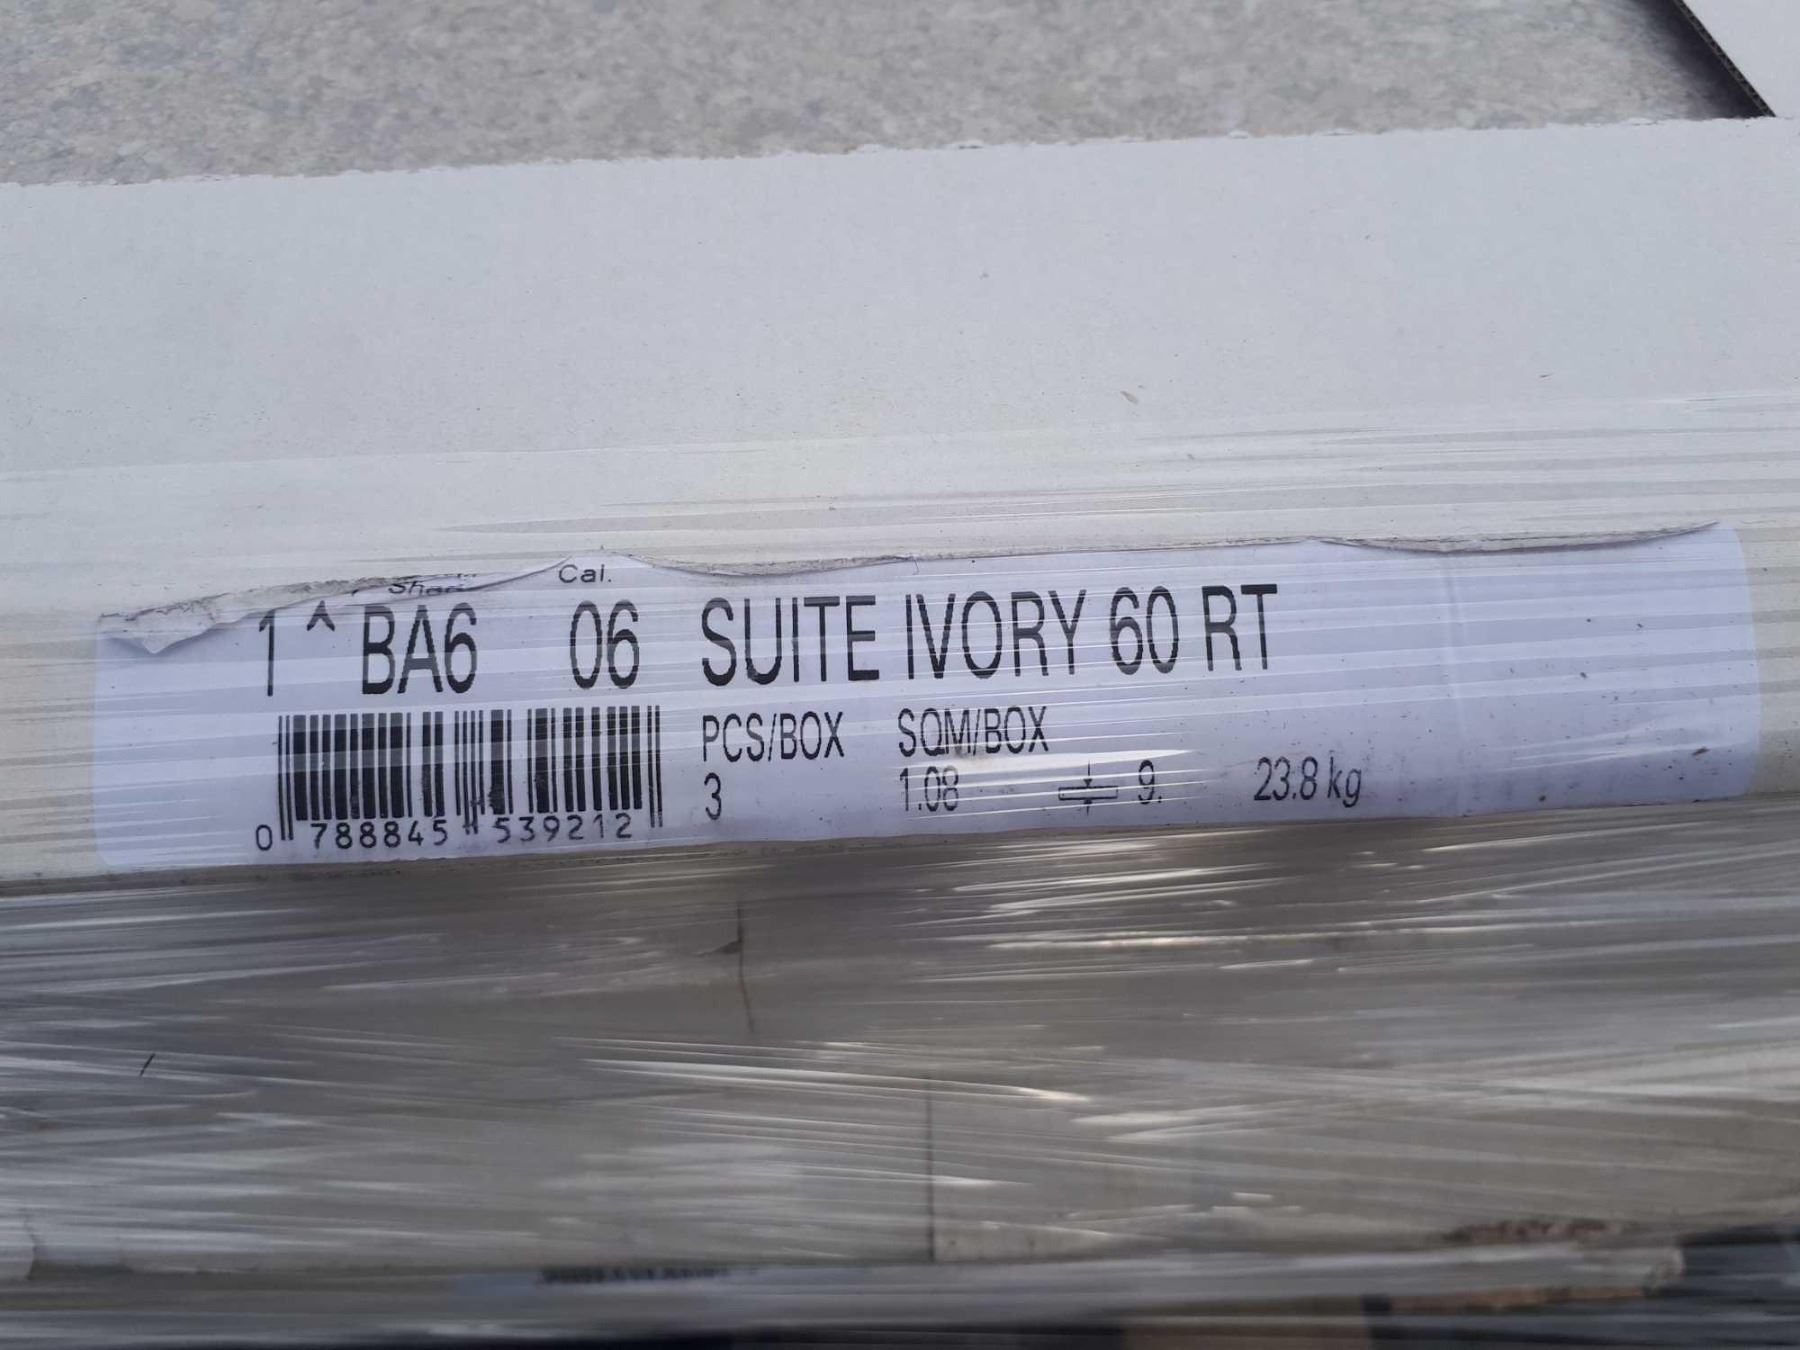 Shade Cal.
1 ^ BA6 06 SUITE IVORY 60 RT
PCS/BOX SQM/BOX
3 1.08 9. 23.8 kg
0 788845 539212